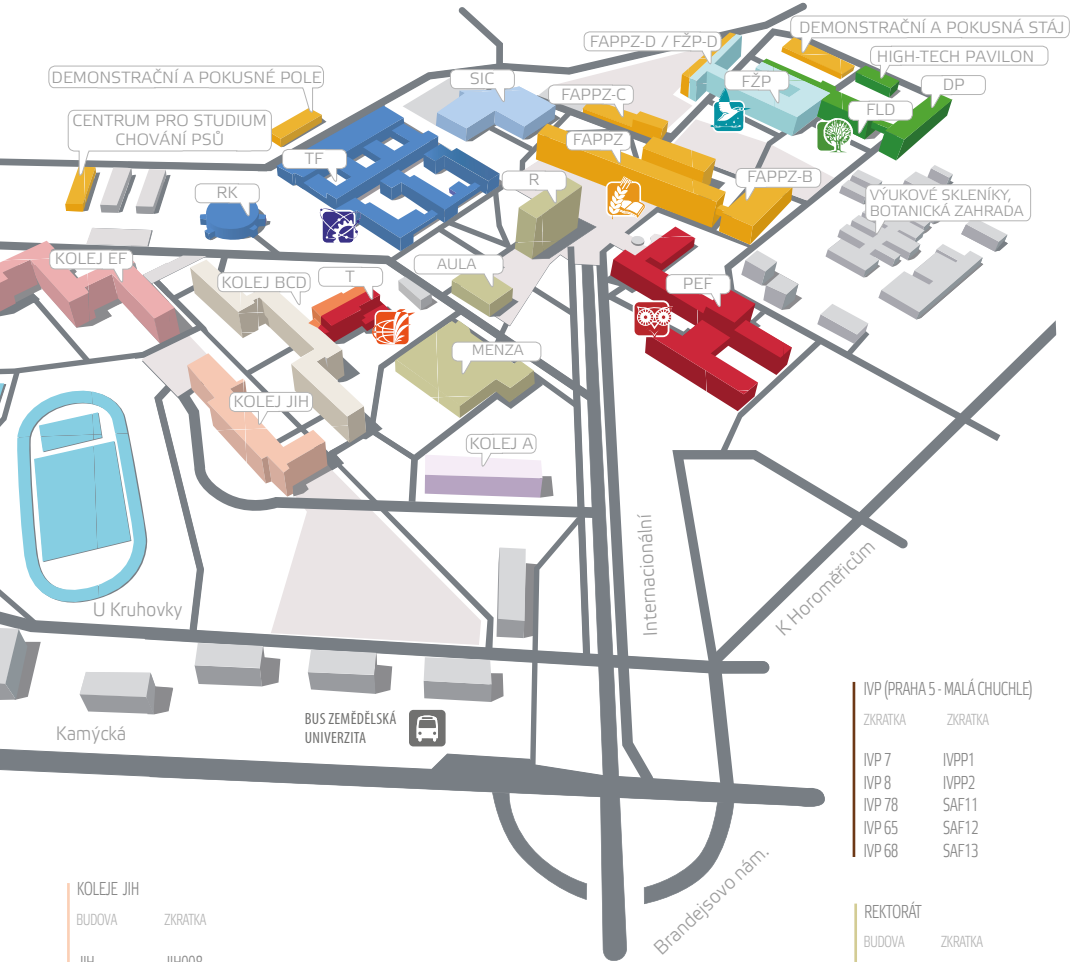 DEMONSTRAČNÍ A POKUSNÁ STÁJ
FAPPZ-D / FŽP-D
HIGH-TECH PAVILON
DEMONSTRAČNÍ A POKUSNÉ POLE
SIC
FŽP
DP
FAPPZ-C
FLD
CENTRUM PRO STUDIUM
CHOVÁNÍ PSŮ
FAPPZ
TF
R
FAPPZ-B
RK
VÝUKOVÉ SKLENÍKY,
BOTANICKÁ ZAHRADA
KOLEJ EF
AULA
KOLEJ BCD
T
PEF
MENZA
KOLEJ JIH
KOLEJ A
Internacionální
K Horoměřicům
U Kruhovky
Kamýcká
BUS ZEMĚDĚLSKÁ
UNIVERZITA
Brandejsovo nám.
IVP (PRAHA 5 - MALÁ CHUCHLE)
ZKRATKA ZKRATKA
IVP 7 IVPP1
IVP 8 IVPP2
IVP 78 SAF11
IVP 65 SAF12
IVP 68 SAF13
KOLEJE JIH
BUDOVA ZKRATKA
JIH JIH008
REKTORÁT
BUDOVA ZKRATKA